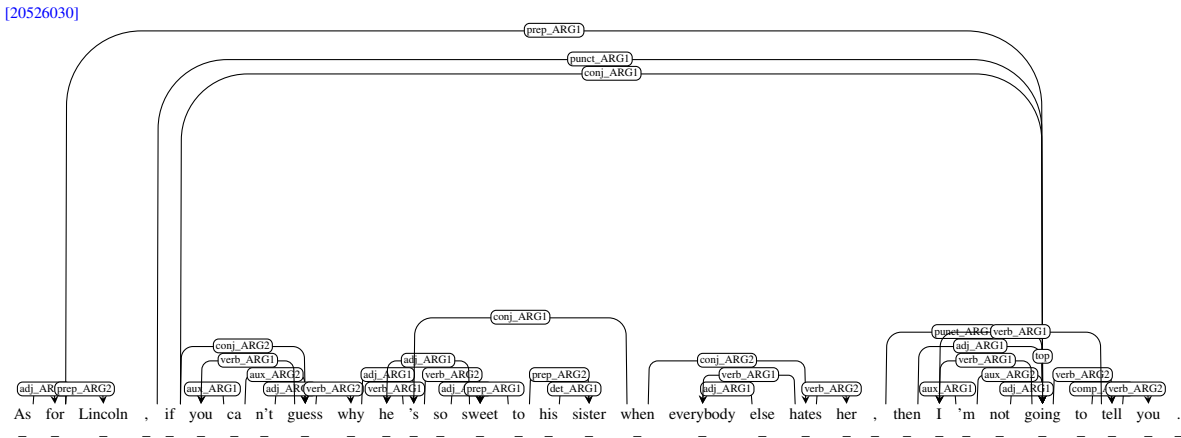 [20526030]
prep_ARG1
punct_ARG1
conj_ARG1
conj_ARG1
verb_ARG1
conj_ARG2 adj_ARG1 conj_ARG2 adj_ARG1 top
verb_ARG1 adj_ARG1 verb_ARG1 verb_ARG1
aux_ARG2 adj_ARG1 verb_ARG2 prep_ARG2 verb_ARG1 aux_ARG2 verb_ARG2
prep_ARG2 aux_ARG1 verb_ARG2 verb_ARG1 prep_ARG1 det_ARG1 adj_ARG1 verb_ARG2 aux_ARG1 adj_ARG1 verb_ARG2
As for Lincoln , if you ca n't guess why he 's so sweet to his sister when everybody else hates her , then I 'm not going to tell you .